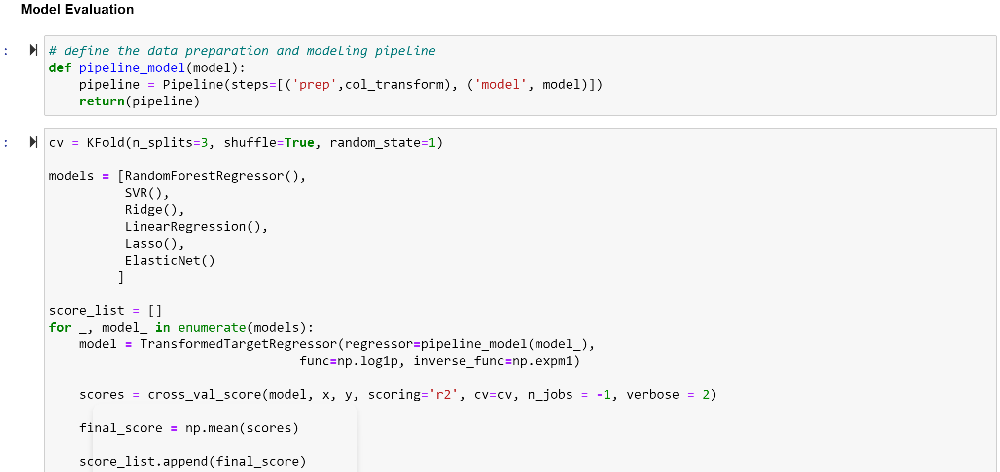 Model Evaluation
:
# define the data preparation and modeling pipeline
def pipeline_model(model):
    pipeline = Pipeline(steps=[('prep',col_transform), ('model', model)])
    return(pipeline)
:
cv = KFold(n_splits=3, shuffle=True, random_state=1)
models = [RandomForestRegressor(),
          SVR(),
          Ridge(),
          LinearRegression(),
          Lasso(),
          ElasticNet()
         ]
score_list = []
for _, model_ in enumerate(models):
    model = TransformedTargetRegressor(regressor=pipeline_model(model_),
                                 func=np.log1p, inverse_func=np.expm1)
    scores = cross_val_score(model, x, y, scoring='r2', cv=cv, n_jobs = -1, verbose = 2)
    final_score = np.mean(scores)
    score_list.append(final_score)